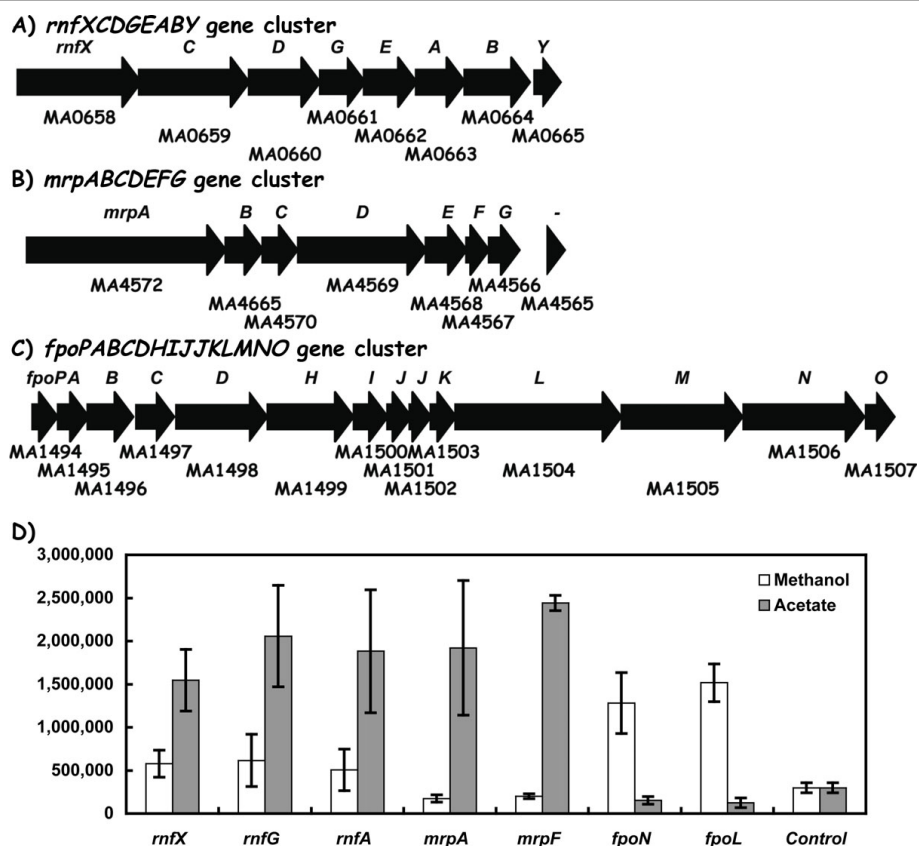 A) rnfXCDGEABY gene cluster
rnfX C D G E A B Y
MA0658 MA0659 MA0660 MA0661 MA0662 MA0663 MA0664 MA0665
B) mrpABCDEFG gene cluster
mrpA B C D E F G -
MA4572 MA4665 MA4570 MA4569 MA4568 MA4567 MA4566 MA4565
C) fpoPABCDHIJJKLMNO gene cluster
fpoP A B C D H I J J K L M N O
MA1494 MA1495 MA1496 MA1497 MA1498 MA1499 MA1500 MA1501 MA1502 MA1503 MA1504 MA1505 MA1506 MA1507
D)
3,000,000
2,500,000
2,000,000
1,500,000
1,000,000
500,000
0
Methanol
Acetate
rnfX rnfG rnfA mrpA mrpF fpoN fpoL Control